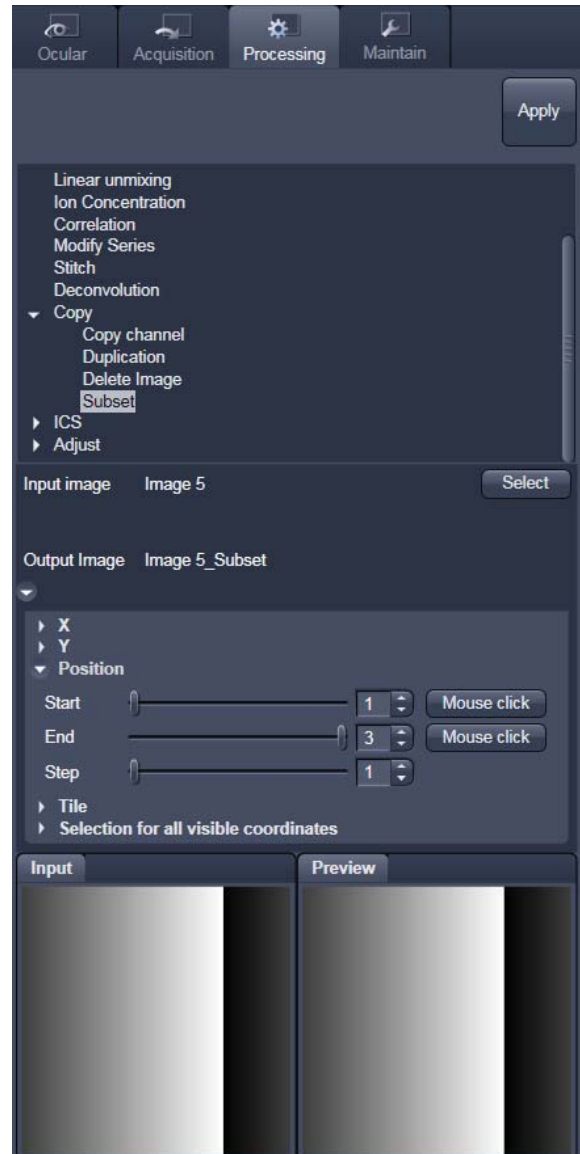 Ocular Acquisition Processing Maintain
Apply
Linear unmixing
Ion Concentration
Correlation
Modify Series
Stitch
Deconvolution
Copy
Copy channel
Duplication
Delete Image
Subset
ICS
Adjust
Input image Image 5 Select
Output Image Image 5_Subset
X
Y
Position
Start 1 Mouse click
End 3 Mouse click
Step 1
Tile
Selection for all visible coordinates
Input Preview